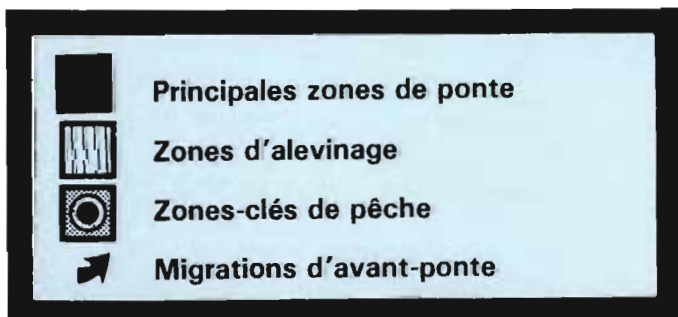 Principales zones de ponte
Zones d'alevinage
Zones-clés de pêche
Migrations d'avant-ponte